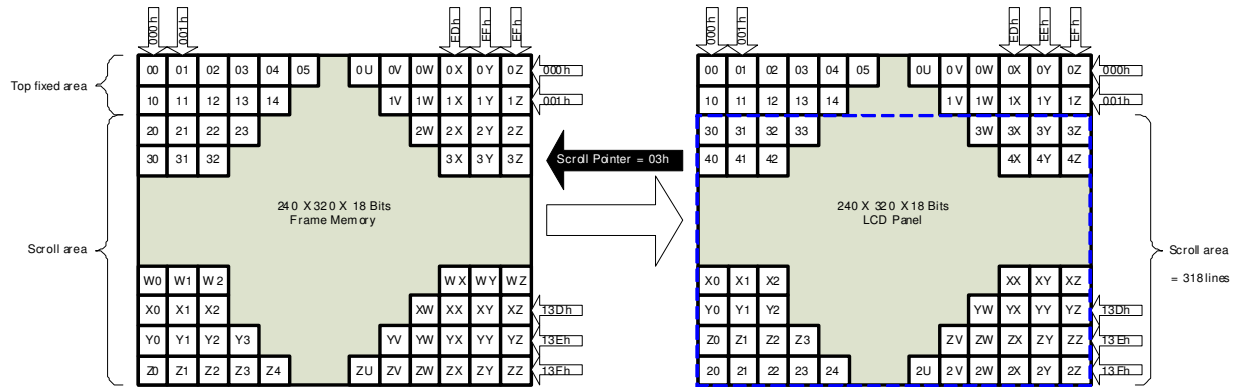 000h 001h EDh EFh EFh 000h 001h EDh EEh EFh
Top fixed area
00 01 02 03 04 05 0U 0V 0W 0X 0Y 0Z 000h
10 11 12 13 14 1V 1W 1X 1Y 1Z 001h
20 21 22 23 2W 2X 2Y 2Z
30 31 32 3X 3Y 3Z
Scroll area
240 X 320 X 18 Bits
Frame Memory
W0 W1 W2 WX WY WZ
X0 X1 X2 XW XX XY XZ 13Dh
Y0 Y1 Y2 Y3 YV YW YX YY YZ 13Eh
Z0 Z1 Z2 Z3 Z4 ZU ZV ZW ZX ZY ZZ 13Fh
Scroll Pointer = 03h
00 01 02 03 04 05 0U 0V 0W 0X 0Y 0Z 000h
10 11 12 13 14 1V 1W 1X 1Y 1Z 001h
30 31 32 33 3W 3X 3Y 3Z
40 41 42 4X 4Y 4Z
240 X 320 X 18 Bits
LCD Panel
X0 X1 X2 XX XY XZ
Y0 Y1 Y2 YW YX YY YZ 13Dh
Z0 Z1 Z2 Z3 ZV ZW ZX ZY ZZ 13Eh
20 21 22 23 24 2U 2V 2W 2X 2Y 2Z 13Fh
Scroll area
= 318 lines